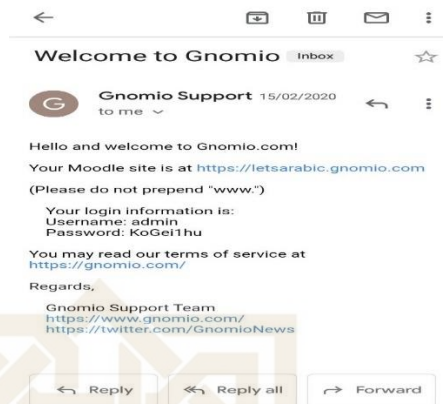 Welcome to Gnomio Inbox
G
Gnomio Support 15/02/2020
to me
Hello and welcome to Gnomio.com!
Your Moodle site is at https://letsarabic.gnomio.com
(Please do not prepend "www.")
Your login information is:
Username: admin
Password: KoGei1hu
You may read our terms of service at
https://gnomio.com/
Regards,
Gnomio Support Team
https://www.gnomio.com/
https://twitter.com/GnomioNews
Reply
Reply all
Forward